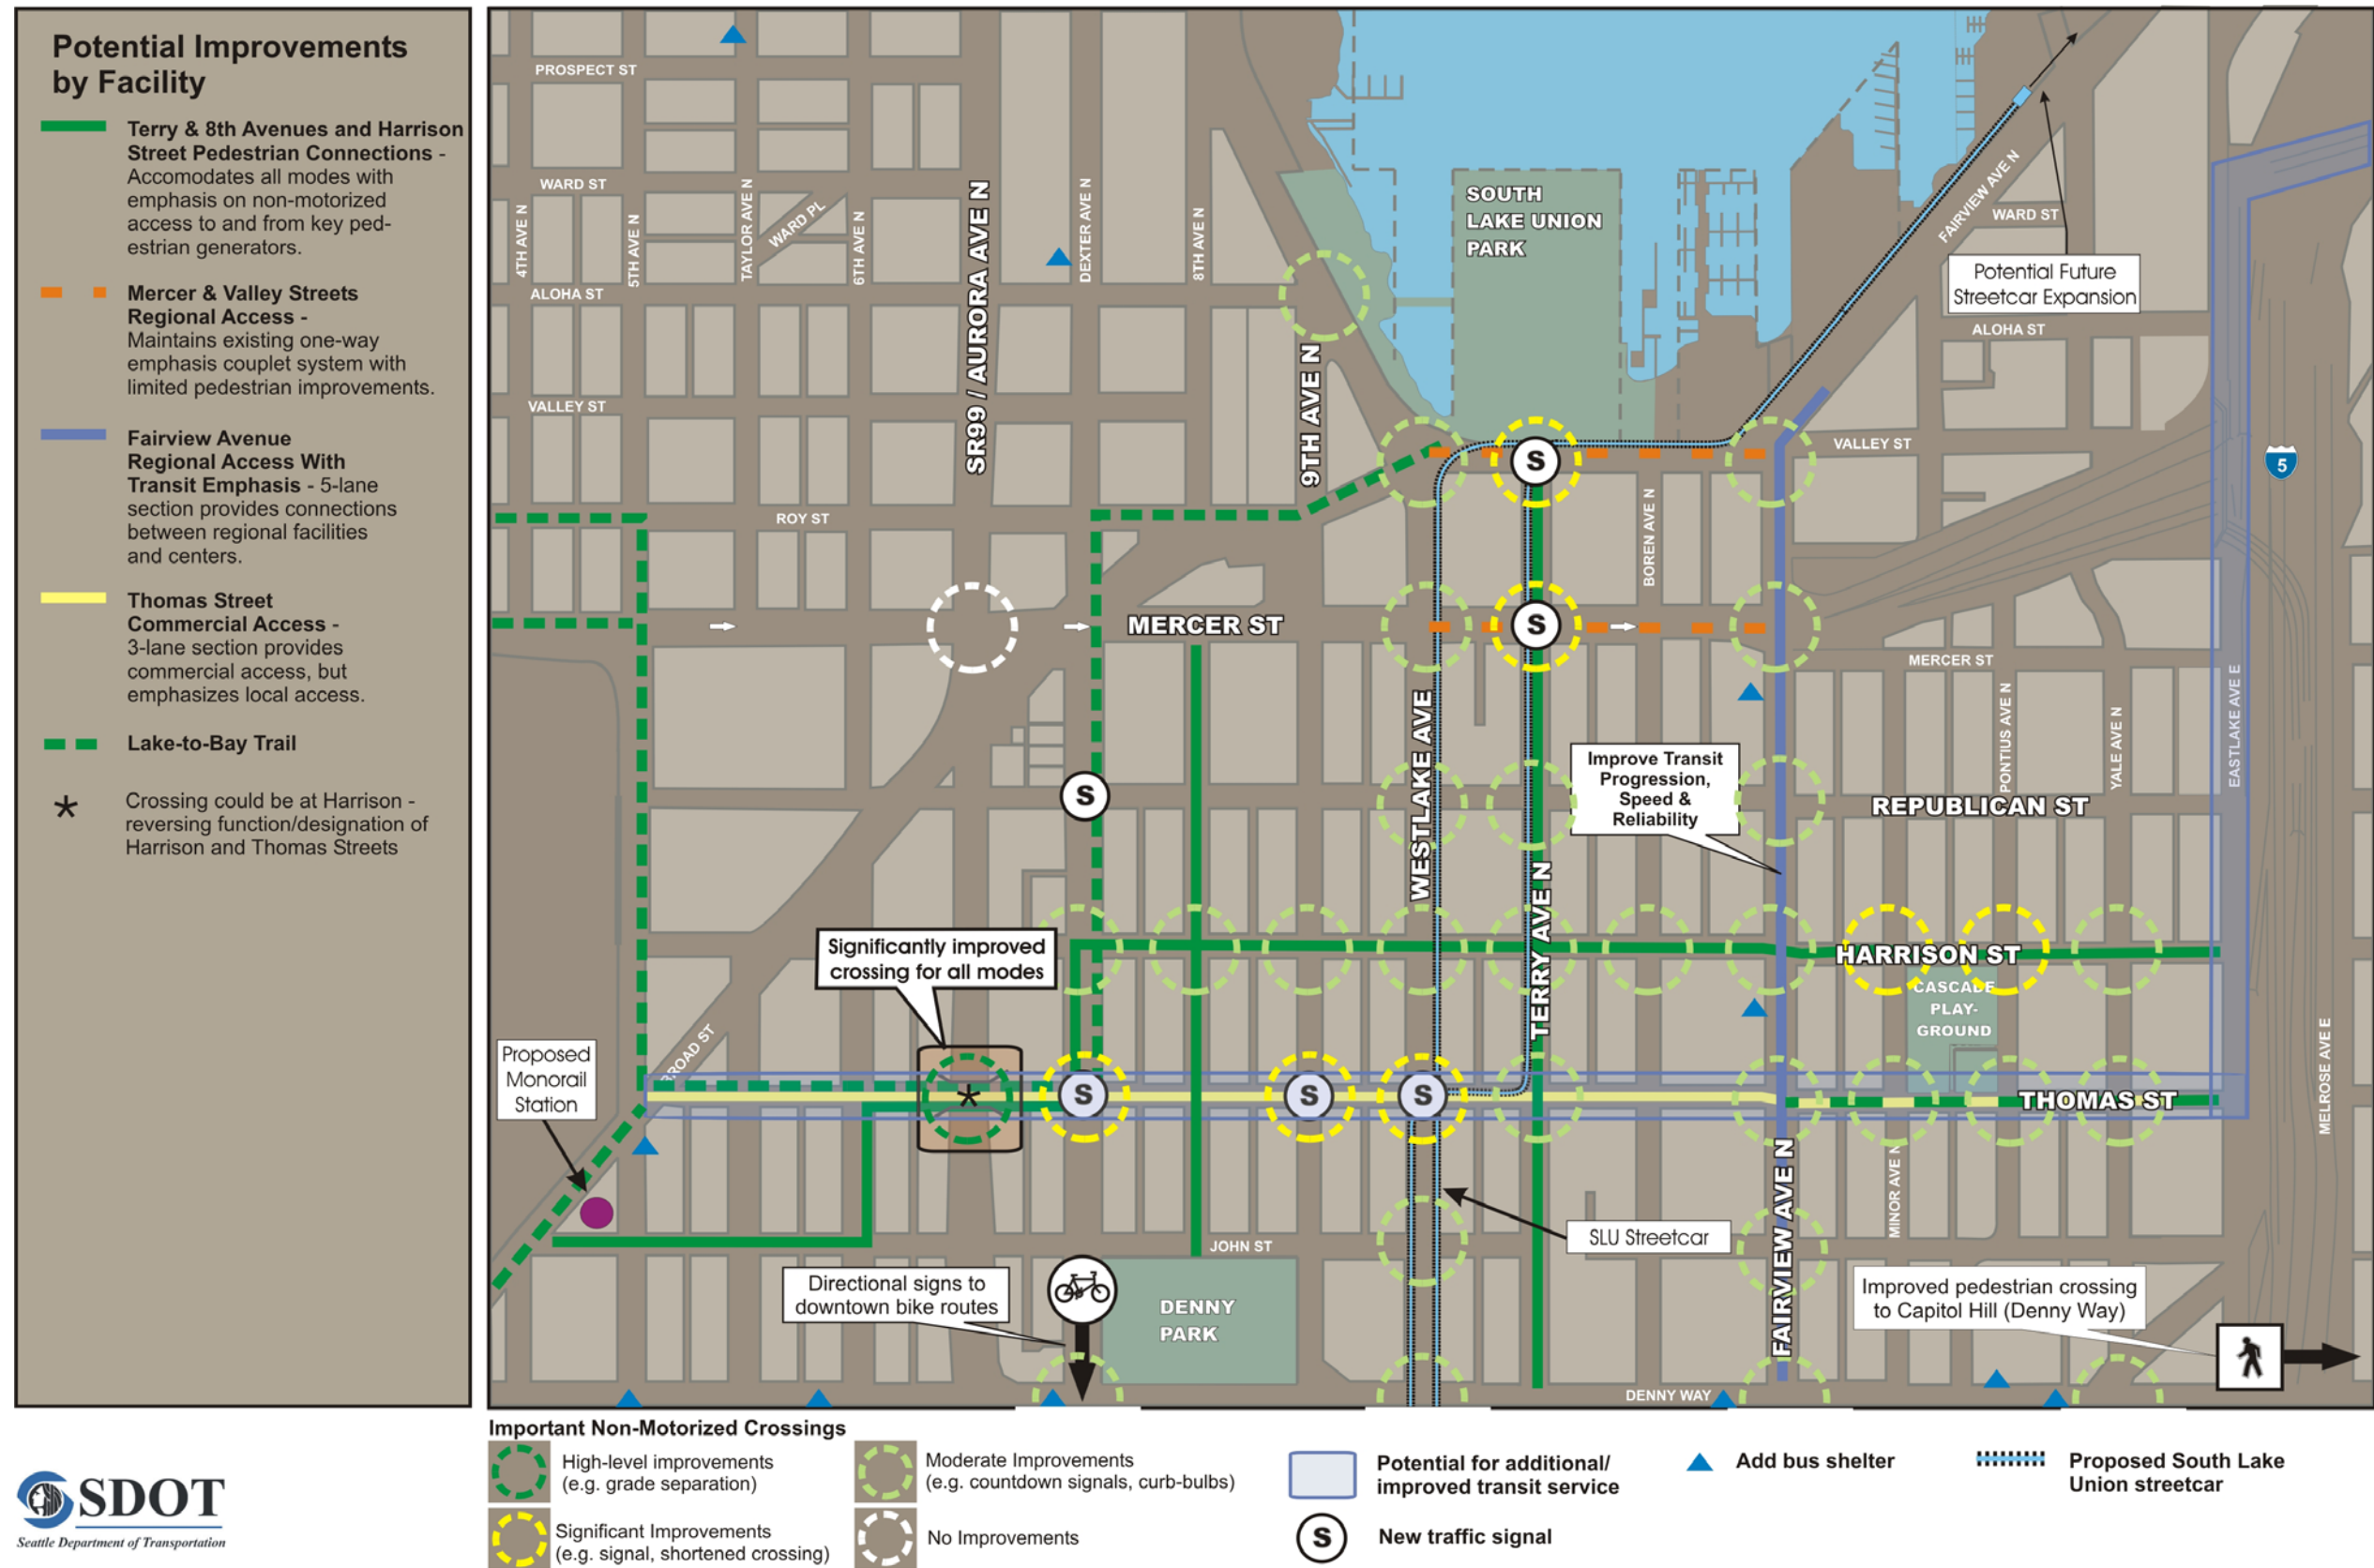 Potential Improvements
by Facility
Terry & 8th Avenues and Harrison
Street Pedestrian Connections -
Accomodates all modes with
emphasis on non-motorized
access to and from key ped-
estrian generators.
Mercer & Valley Streets
Regional Access -
Maintains existing one-way
emphasis couplet system with
limited pedestrian improvements.
Fairview Avenue
Regional Access With
Transit Emphasis - 5-lane
section provides connections
between regional facilities
and centers.
Thomas Street
Commercial Access -
3-lane section provides
commercial access, but
emphasizes local access.
Lake-to-Bay Trail
* Crossing could be at Harrison -
reversing function/designation of
Harrison and Thomas Streets
SDOT
Seattle Department of Transportation
PROSPECT ST
WARD ST
WARD PL
4TH AVE N
5TH AVE N
TAYLOR AVE N
6TH AVE N
SR99 / AURORA AVE N
DEXTER AVE N
8TH AVE N
ALOHA ST
VALLEY ST
9TH AVE N
ROY ST
SOUTH
LAKE UNION
PARK
FAIRVIEW AVE N
WARD ST
Potential Future
Streetcar Expansion
ALOHA ST
VALLEY ST
5
S
BOREN AVE N
MERCER ST
S
MERCER ST
PONTIUS AVE N
YALE AVE N
EASTLAKE AVE E
WESTLAKE AVE
S
Improve Transit
Progression,
Speed &
Reliability
REPUBLICAN ST
TERRY AVE N
Significantly improved
crossing for all modes
HARRISON ST
CASCADE
PLAY-
GROUND
BROAD ST
Proposed
Monorail
Station
*
S
S
S
THOMAS ST
MELROSE AVE E
FAIRVIEW AVE N
MINOR AVE N
SLU Streetcar
JOHN ST
Directional signs to
downtown bike routes
DENNY
PARK
Improved pedestrian crossing
to Capitol Hill (Denny Way)
DENNY WAY
Important Non-Motorized Crossings
High-level improvements
(e.g. grade separation)
Significant Improvements
(e.g. signal, shortened crossing)
Moderate Improvements
(e.g. countdown signals, curb-bulbs)
No Improvements
Potential for additional/
improved transit service
S
New traffic signal
Add bus shelter
Proposed South Lake
Union streetcar